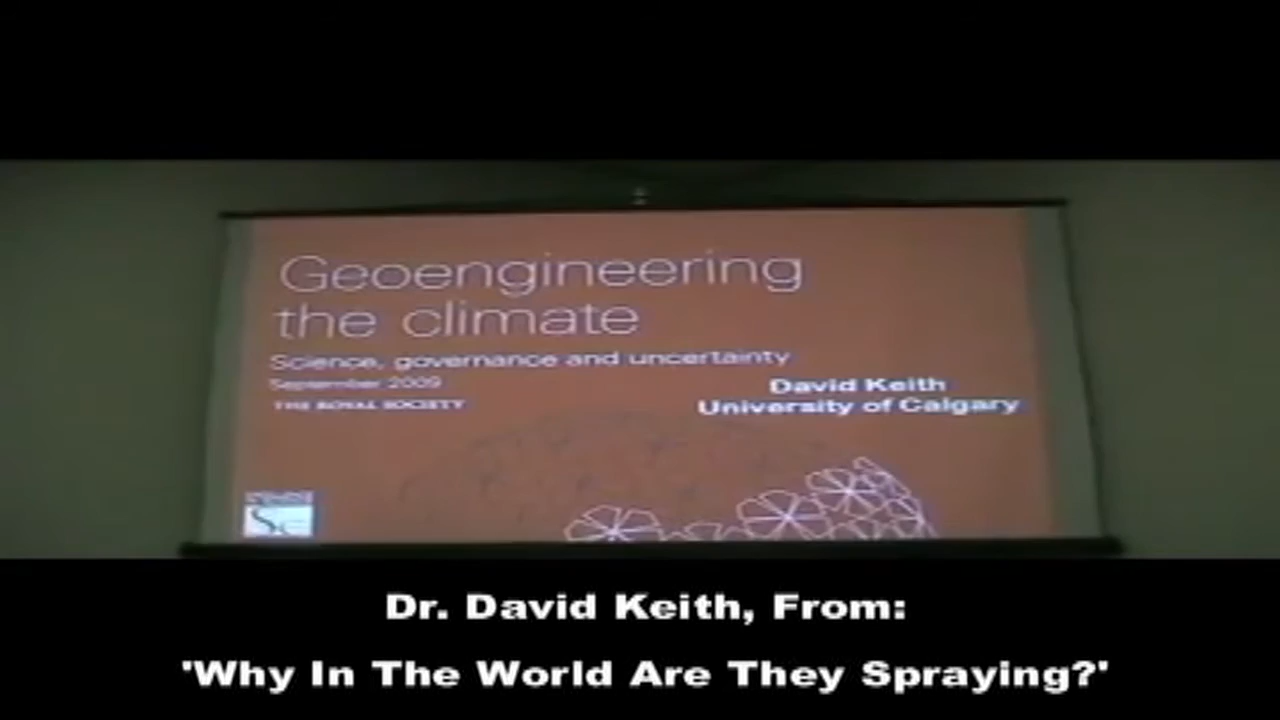 Geoengineering
the climate
Science, governance and uncertainty
September 2009
THE ROYAL SOCIETY
David Keith
University of Calgary
Dr. David Keith, From:
'Why In The World Are They Spraying?'